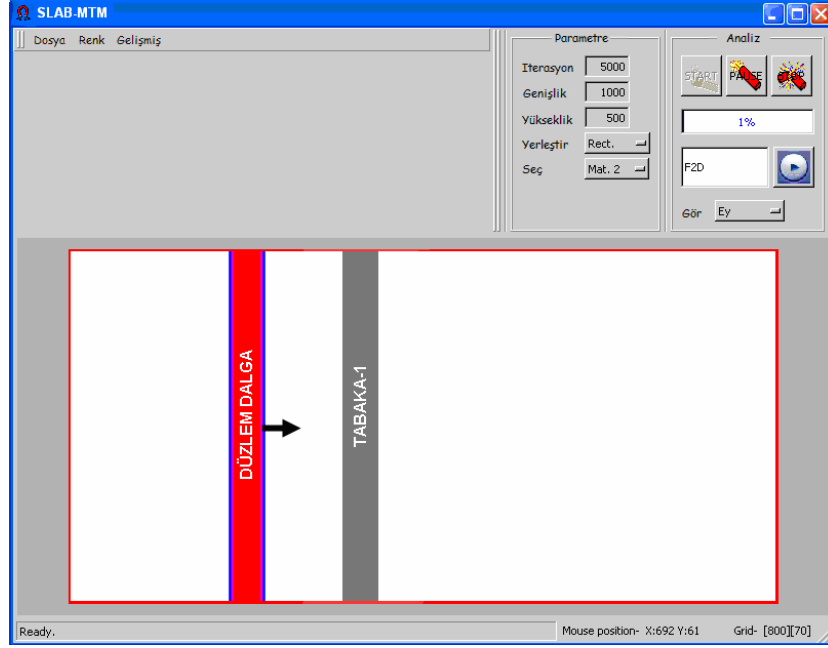 SLAB-MTM
Dosya Renk Gelişmiş
Parametre
Iterasyon 5000
Genişlik 1000
Yükseklik 500
Yerleştir Rect.
Seç Mat. 2
Analiz
START PAUSE STOP
1%
F2D
Gör Ey
DÜZLEM DALGA
TABAKA-1
Ready.
Mouse position- X:692 Y:61 Grid- [800][70]